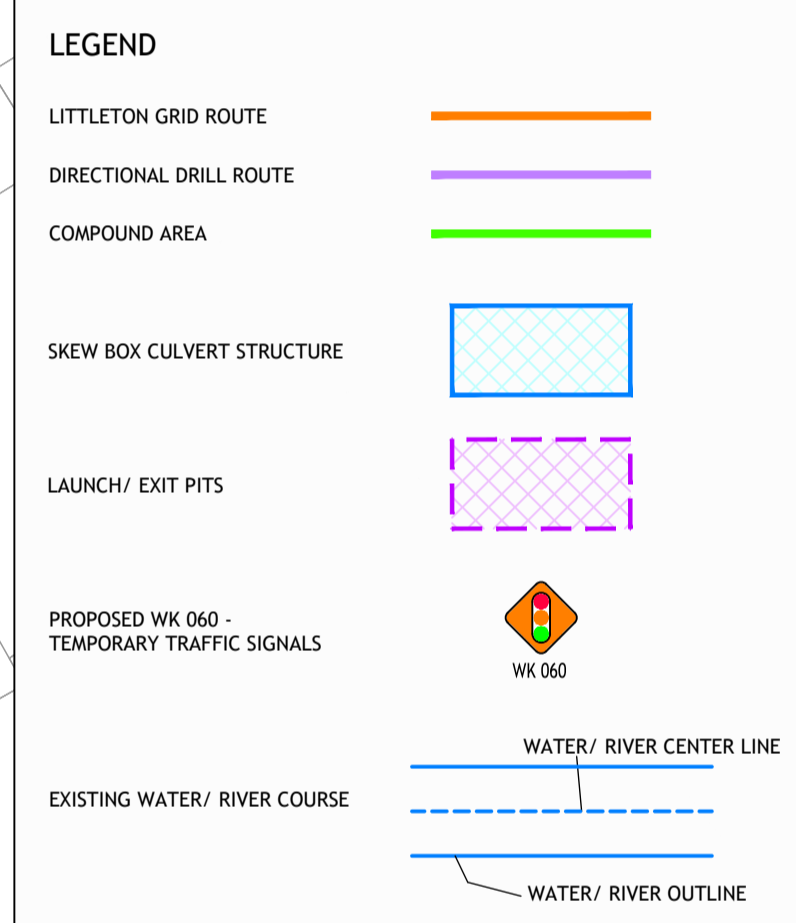 LEGEND
LITTLETON GRID ROUTE
DIRECTIONAL DRILL ROUTE
COMPOUND AREA
SKEW BOX CULVERT STRUCTURE
LAUNCH/ EXIT PITS
PROPOSED WK 060 -
TEMPORARY TRAFFIC SIGNALS
WK 060
WATER/ RIVER CENTER LINE
EXISTING WATER/ RIVER COURSE
WATER/ RIVER OUTLINE